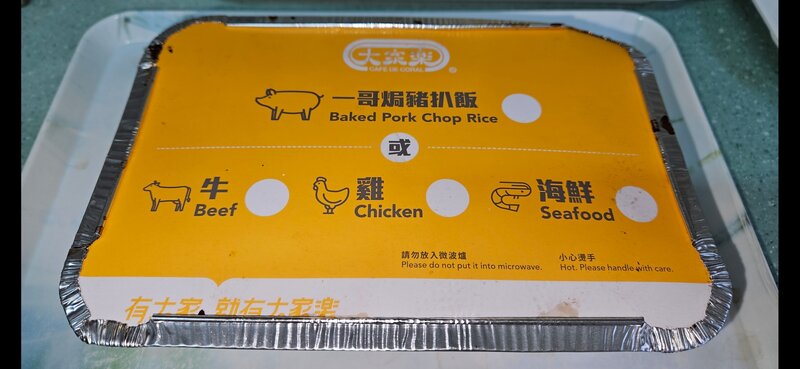 大家樂
CAFE DE CORAL
一哥焗豬扒飯
Baked Pork Chop Rice
或
牛
Beef
雞
Chicken
海鮮
Seafood
請勿放入微波爐
Please do not put it into microwave.
小心燙手
Hot. Please handle with care.
有大家 就有大家樂